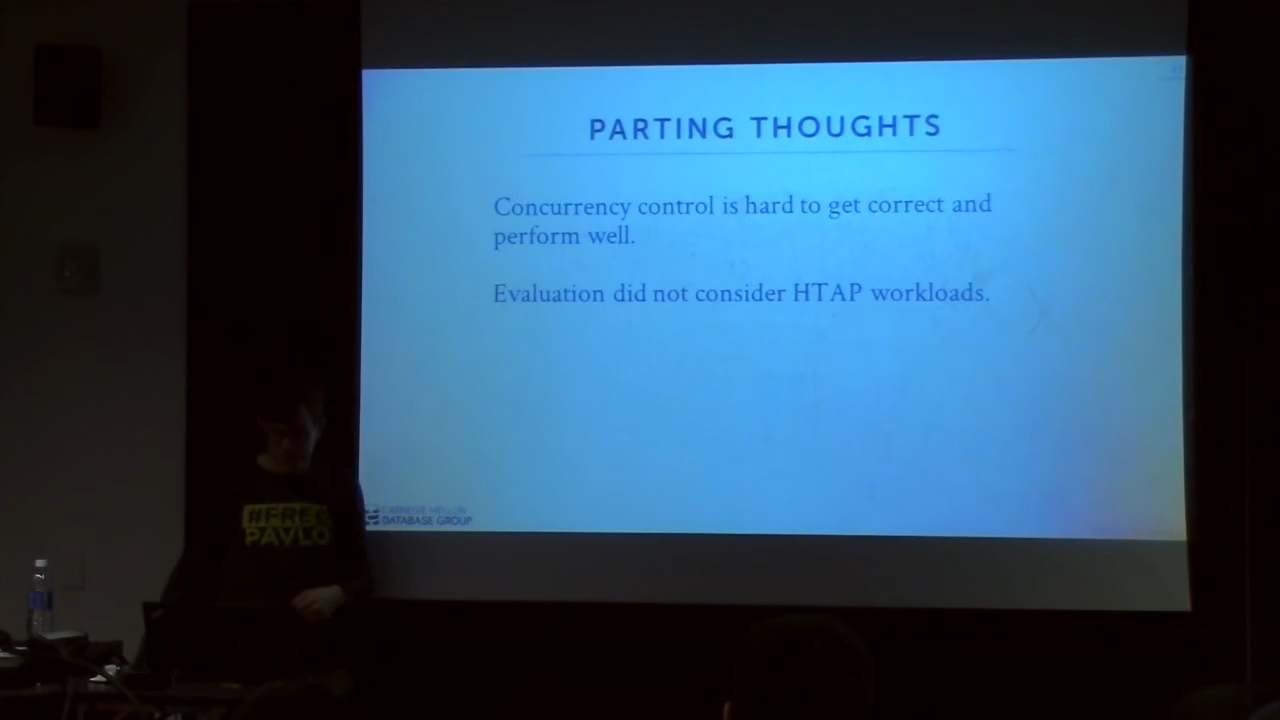 PARTING THOUGHTS
Concurrency control is hard to get correct and
perform well.
Evaluation did not consider HTAP workloads.
CARNEGIE MELLON
DATABASE GROUP
#FREE
PAVLO